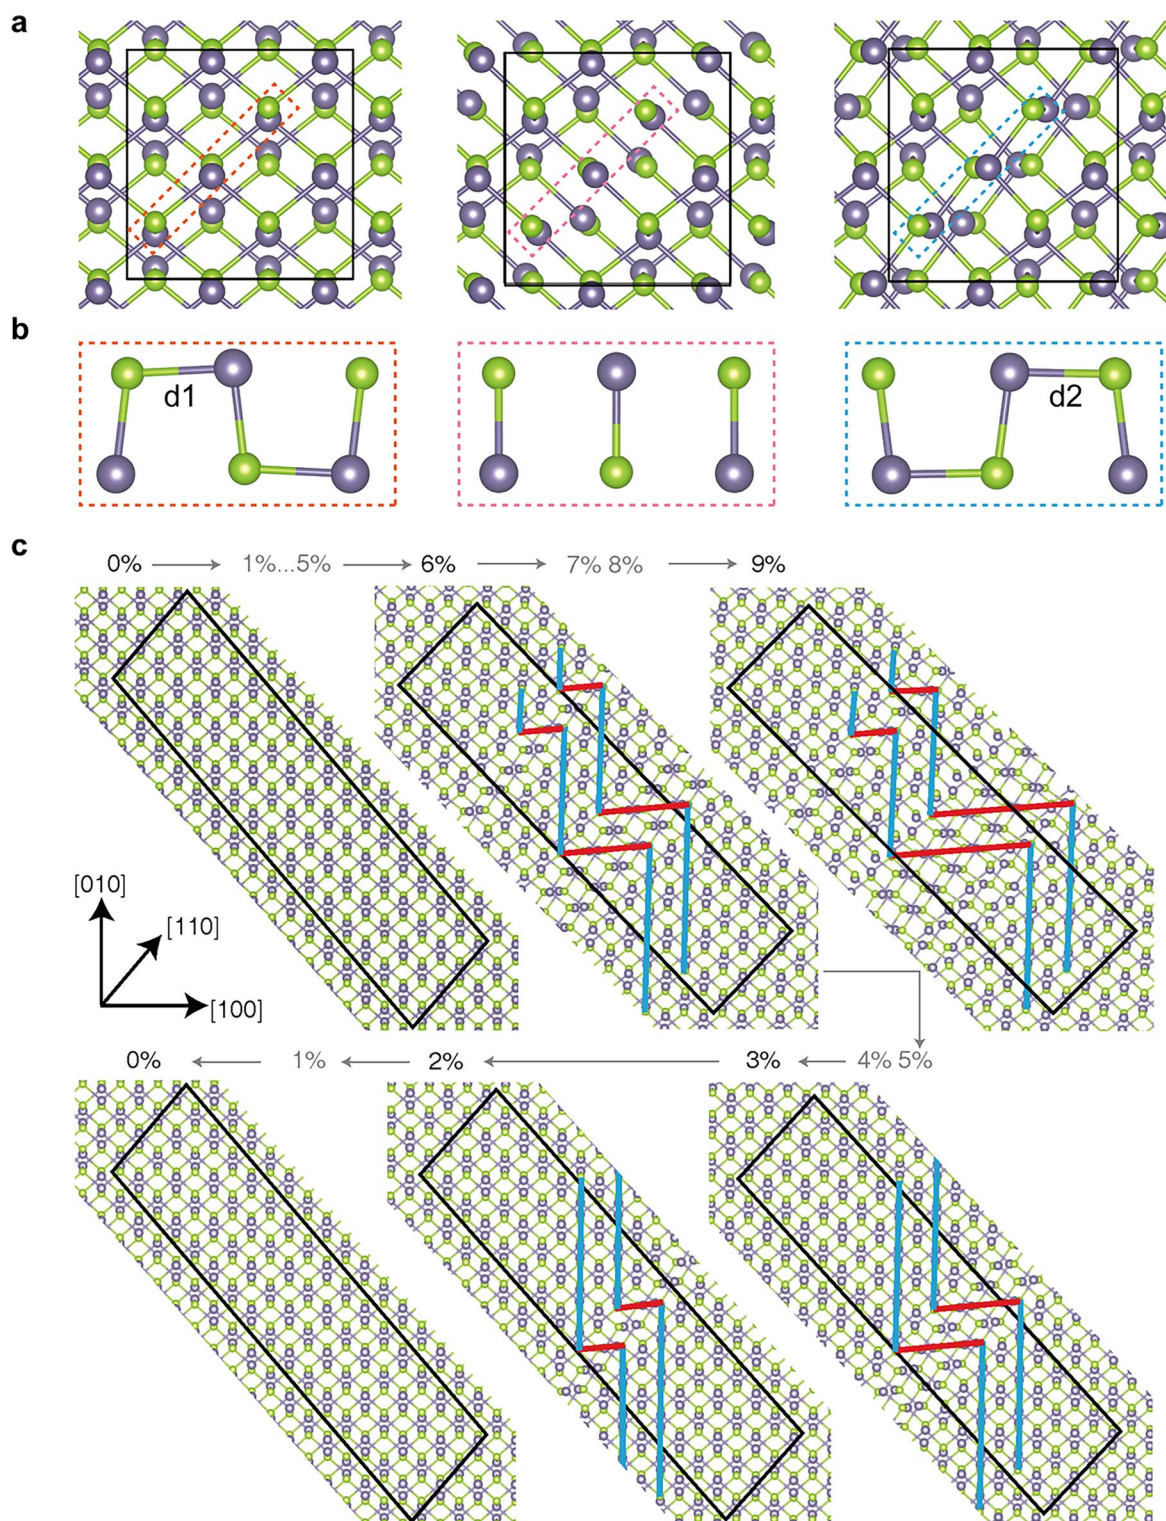 a
b
d1
d2
c
0% 1%...5% 6% 7% 8% 9%
[010]
[110]
[100]
0% 1% 2% 3% 4% 5%